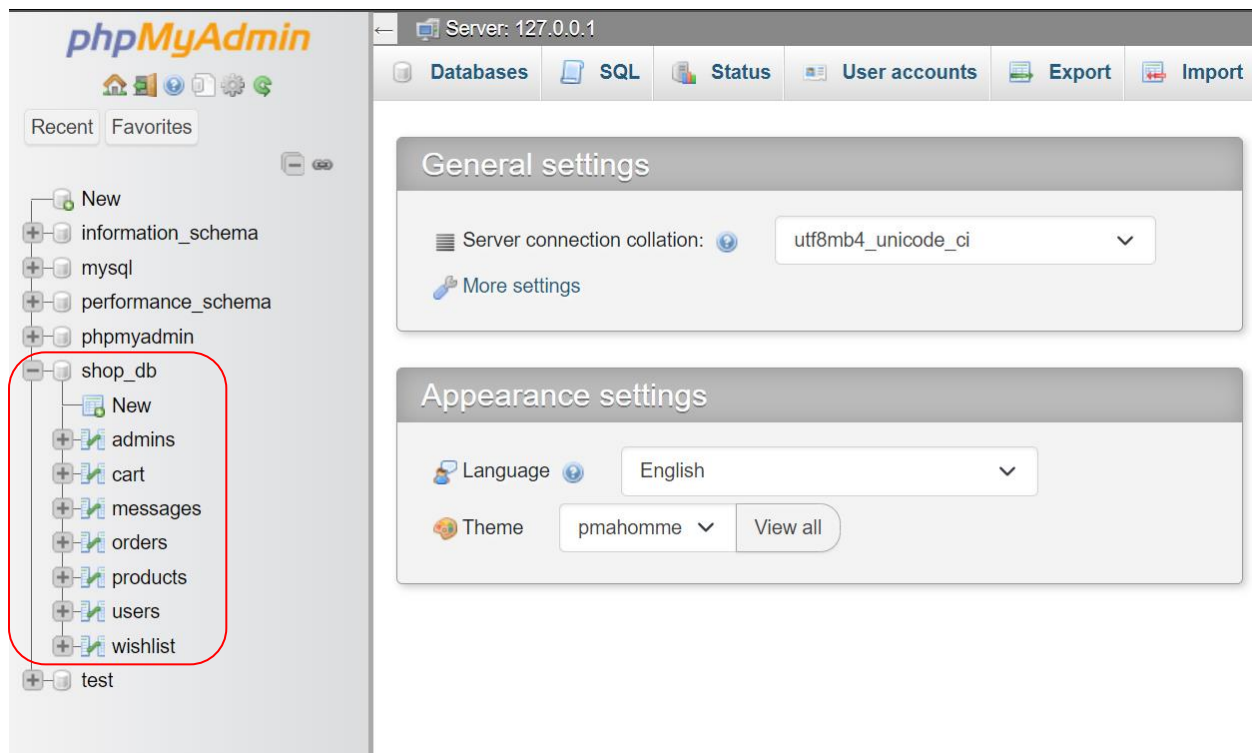 phpMyAdmin
Recent Favorites
New
information_schema
mysql
performance_schema
phpmyadmin
shop_db
New
admins
cart
messages
orders
products
users
wishlist
test
← Server: 127.0.0.1
Databases SQL Status User accounts Export Import
General settings
Server connection collation: utf8mb4_unicode_ci
More settings
Appearance settings
Language English
Theme pmahomme View all